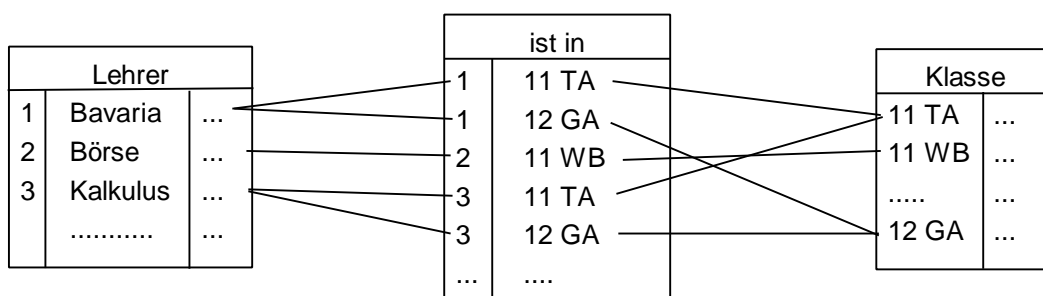 Lehrer
1 Bavaria ...
2 Börse ...
3 Kalkulus ...
........... ...
ist in
1 11 TA
1 12 GA
2 11 WB
3 11 TA
3 12 GA
... ....
Klasse
11 TA ...
11 WB ...
..... ...
12 GA ...